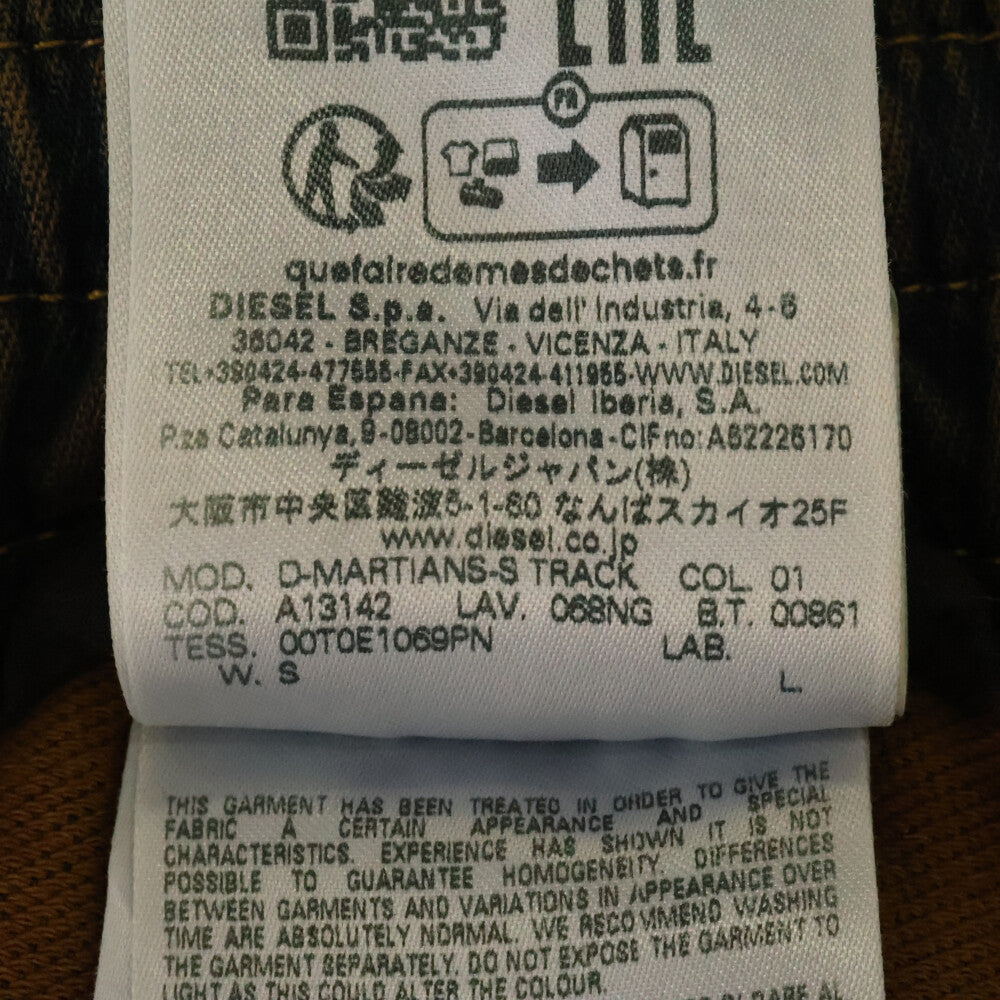 FR
quefairedemesdechets.fr
DIESEL S.p.a. Via dell' Industria, 4-6
36042 - BREGANZE - VICENZA - ITALY
TEL+390424-477555-FAX+390424-411955-WWW.DIESEL.COM
Para Espana: Diesel Iberia, S.A.
P.za Catalunya, 9-08002-Barcelona-CIF no: A62226170
ディーゼルジャパン(株)
大阪市中央区難波5-1-60 なんばスカイオ25F
www.diesel.co.jp
MOD. D-MARTIANS-S TRACK COL 01
COD. A13142 LAV. 068NG B.T. 00861
TESS. 00T0E1069PN LAB.
W. S L.
THIS GARMENT HAS BEEN TREATED IN ORDER TO GIVE THE
FABRIC A CERTAIN APPEARANCE AND SPECIAL
CHARACTERISTICS. EXPERIENCE HAS SHOWN IT IS NOT
POSSIBLE TO GUARANTEE HOMOGENEITY. DIFFERENCES
BETWEEN GARMENTS AND VARIATIONS IN APPEARANCE OVER
TIME ARE ABSOLUTELY NORMAL. WE RECOMMEND WASHING
THE GARMENT SEPARATELY. DO NOT EXPOSE THE GARMENT TO
LIGHT AS THIS COULD ALTER THE COLOUR.